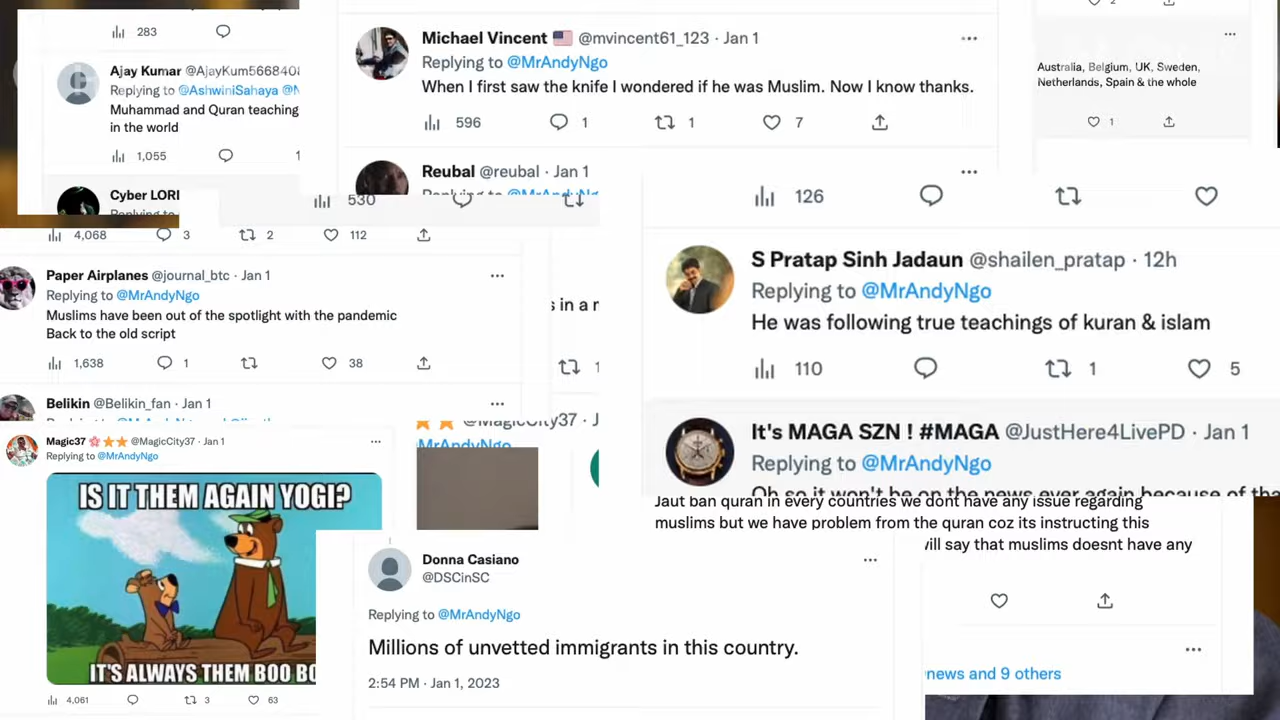 283
Ajay Kumar @AjayKum566840
Replying to @AshwiniSahaya @N
Muhammad and Quran teaching
in the world
1,055
1
Cyber LORI
Replying to
Michael Vincent 🇺🇸 @mvincent61_123 · Jan 1
Replying to @MrAndyNgo
When I first saw the knife I wondered if he was Muslim. Now I know thanks.
596 1 1 7
Reubal @reubal · Jan 1
Replying to @MrAndyNg
530
2
Australia, Belgium, UK, Sweden,
Netherlands, Spain & the whole
1
4,068 3 2 112
Paper Airplanes @journal_btc · Jan 1
Replying to @MrAndyNgo
Muslims have been out of the spotlight with the pandemic
Back to the old script
1,638 1 38
Belikin @Belikin_fan · Jan 1
s in a r
1
126
S Pratap Sinh Jadaun @shailen_pratap · 12h
Replying to @MrAndyNgo
He was following true teachings of kuran & islam
110 1 5
It's MAGA SZN ! #MAGA @JustHere4LivePD · Jan 1
Replying to @MrAndyNgo
Oh so it won't be on the news ever again because of
Magic37 🌺⭐⭐ @MagicCity37 · Jan 1
Replying to @MrAndyNgo
IS IT THEM AGAIN YOGI?
IT'S ALWAYS THEM BOO BO
4,061 3 63
⭐⭐ @MagicCity37 · J
MrAndyNgo
Jaut ban quran in every countries we dont have any issue regarding
muslims but we have problem from the quran coz its instructing this
will say that muslims doesnt have any
Donna Casiano
@DSCinSC
Replying to @MrAndyNgo
Millions of unvetted immigrants in this country.
2:54 PM · Jan 1, 2023
news and 9 others